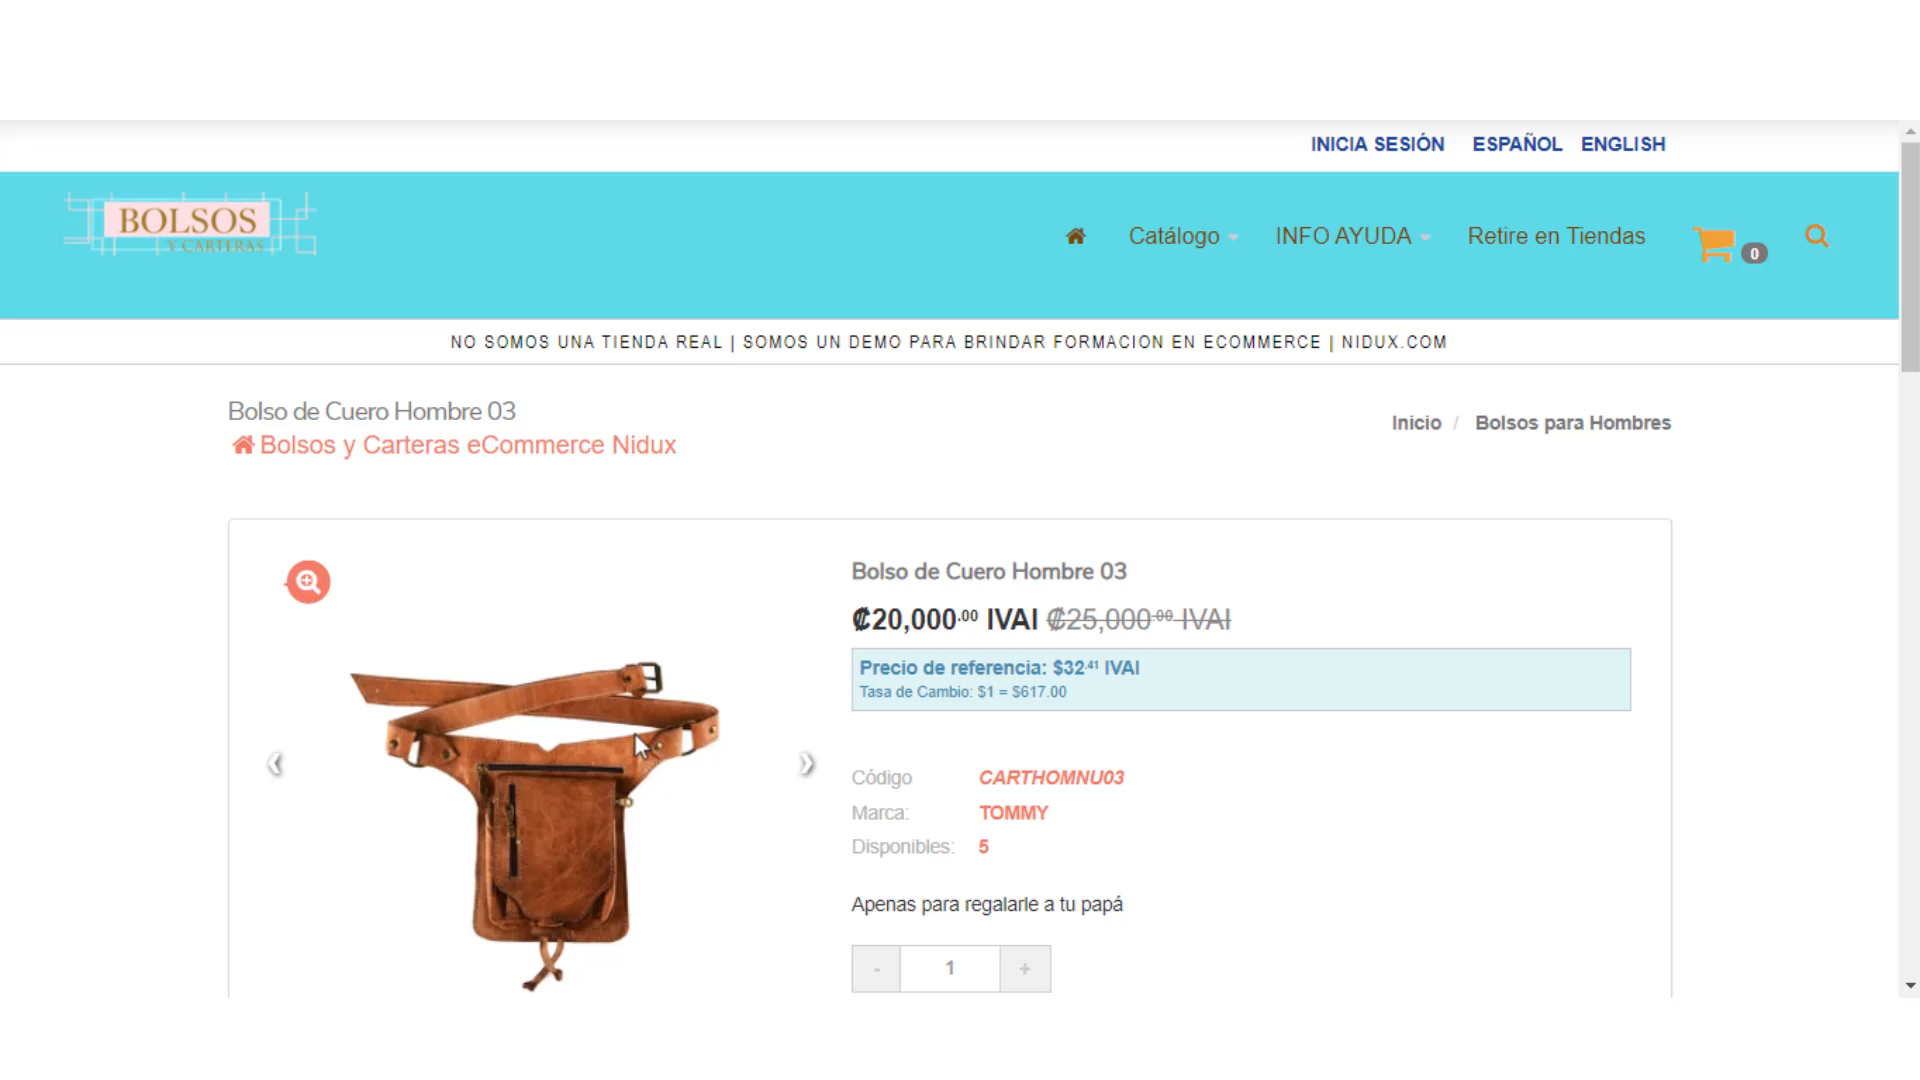 INICIA SESIÓN ESPAÑOL ENGLISH
BOLSOS
Y CARTERAS
Catálogo INFO AYUDA Retire en Tiendas 0
NO SOMOS UNA TIENDA REAL | SOMOS UN DEMO PARA BRINDAR FORMACION EN ECOMMERCE | NIDUX.COM
Bolso de Cuero Hombre 03
Bolsos y Carteras eCommerce Nidux
Inicio / Bolsos para Hombres
Bolso de Cuero Hombre 03
₡20,000.00 IVAI ₡25,000.00 IVAI
Precio de referencia: $32.41 IVAI
Tasa de Cambio: $1 = $617.00
Código CARTHOMNU03
Marca: TOMMY
Disponibles: 5
Apenas para regalarle a tu papá
- 1 +